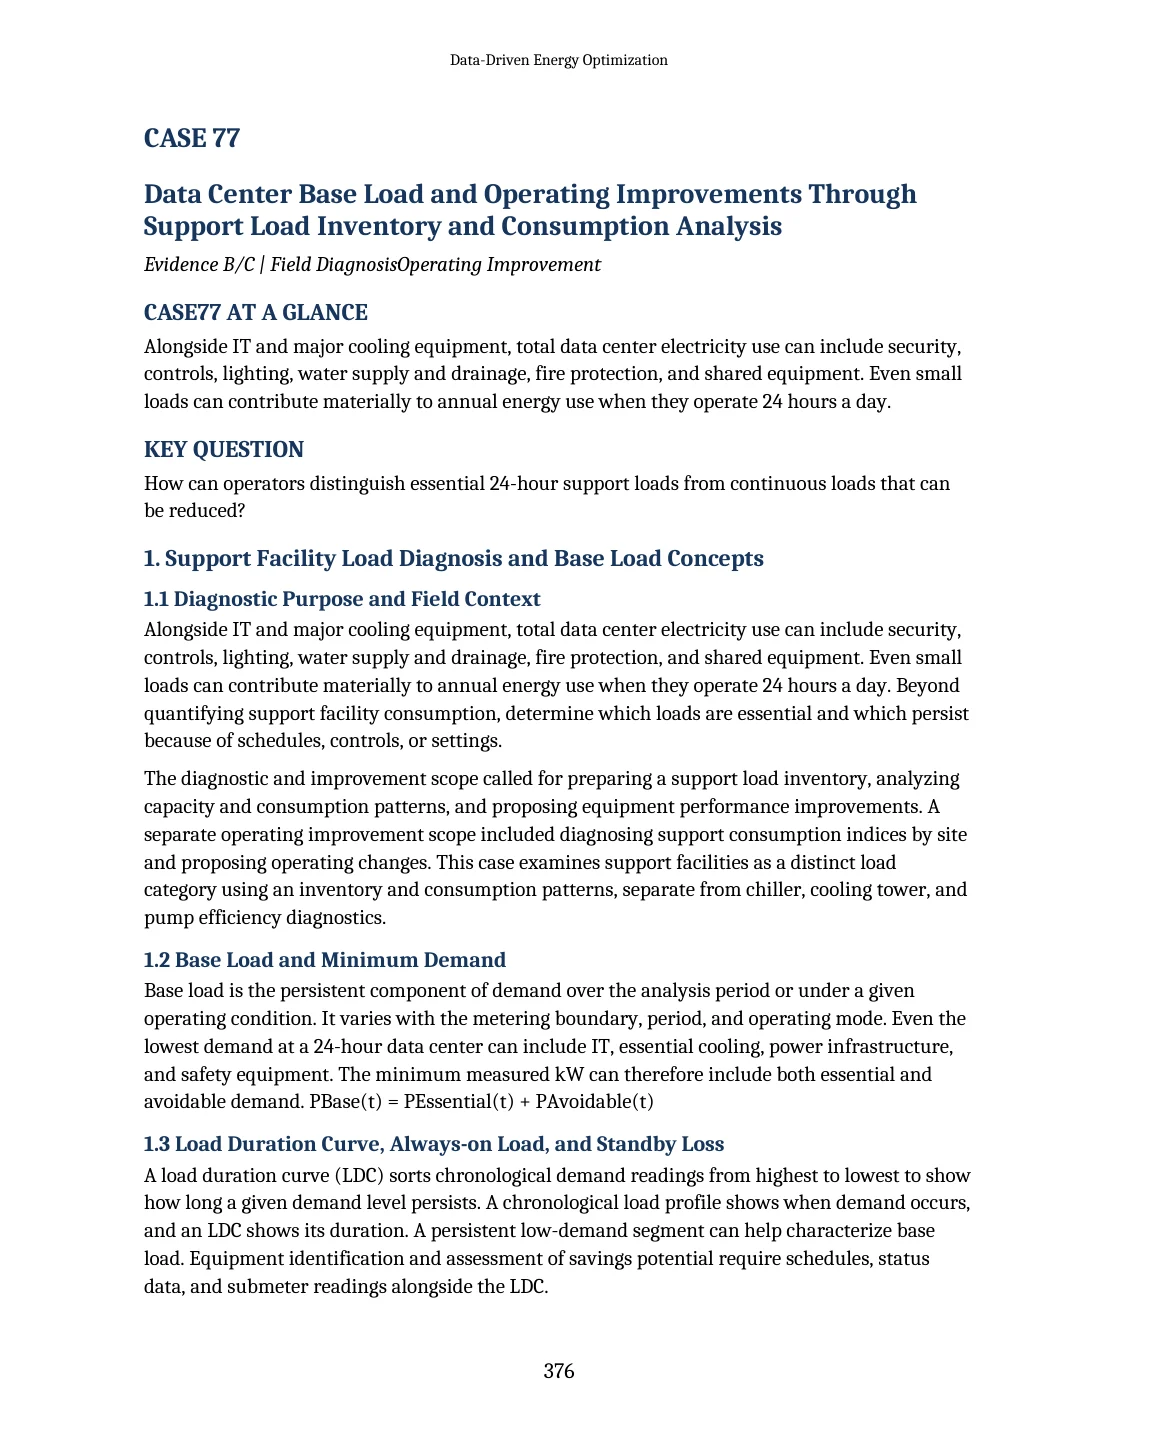 Data-Driven Energy Optimization
CASE 77
Data Center Base Load and Operating Improvements Through
Support Load Inventory and Consumption Analysis
Evidence B/C | Field DiagnosisOperating Improvement
CASE77 AT A GLANCE
Alongside IT and major cooling equipment, total data center electricity use can include security,
controls, lighting, water supply and drainage, fire protection, and shared equipment. Even small
loads can contribute materially to annual energy use when they operate 24 hours a day.
KEY QUESTION
How can operators distinguish essential 24-hour support loads from continuous loads that can
be reduced?
1. Support Facility Load Diagnosis and Base Load Concepts
1.1 Diagnostic Purpose and Field Context
Alongside IT and major cooling equipment, total data center electricity use can include security,
controls, lighting, water supply and drainage, fire protection, and shared equipment. Even small
loads can contribute materially to annual energy use when they operate 24 hours a day. Beyond
quantifying support facility consumption, determine which loads are essential and which persist
because of schedules, controls, or settings.
The diagnostic and improvement scope called for preparing a support load inventory, analyzing
capacity and consumption patterns, and proposing equipment performance improvements. A
separate operating improvement scope included diagnosing support consumption indices by site
and proposing operating changes. This case examines support facilities as a distinct load
category using an inventory and consumption patterns, separate from chiller, cooling tower, and
pump efficiency diagnostics.
1.2 Base Load and Minimum Demand
Base load is the persistent component of demand over the analysis period or under a given
operating condition. It varies with the metering boundary, period, and operating mode. Even the
lowest demand at a 24-hour data center can include IT, essential cooling, power infrastructure,
and safety equipment. The minimum measured kW can therefore include both essential and
avoidable demand. PBase(t) = PEssential(t) + PAvoidable(t)
1.3 Load Duration Curve, Always-on Load, and Standby Loss
A load duration curve (LDC) sorts chronological demand readings from highest to lowest to show
how long a given demand level persists. A chronological load profile shows when demand occurs,
and an LDC shows its duration. A persistent low-demand segment can help characterize base
load. Equipment identification and assessment of savings potential require schedules, status
data, and submeter readings alongside the LDC.
376